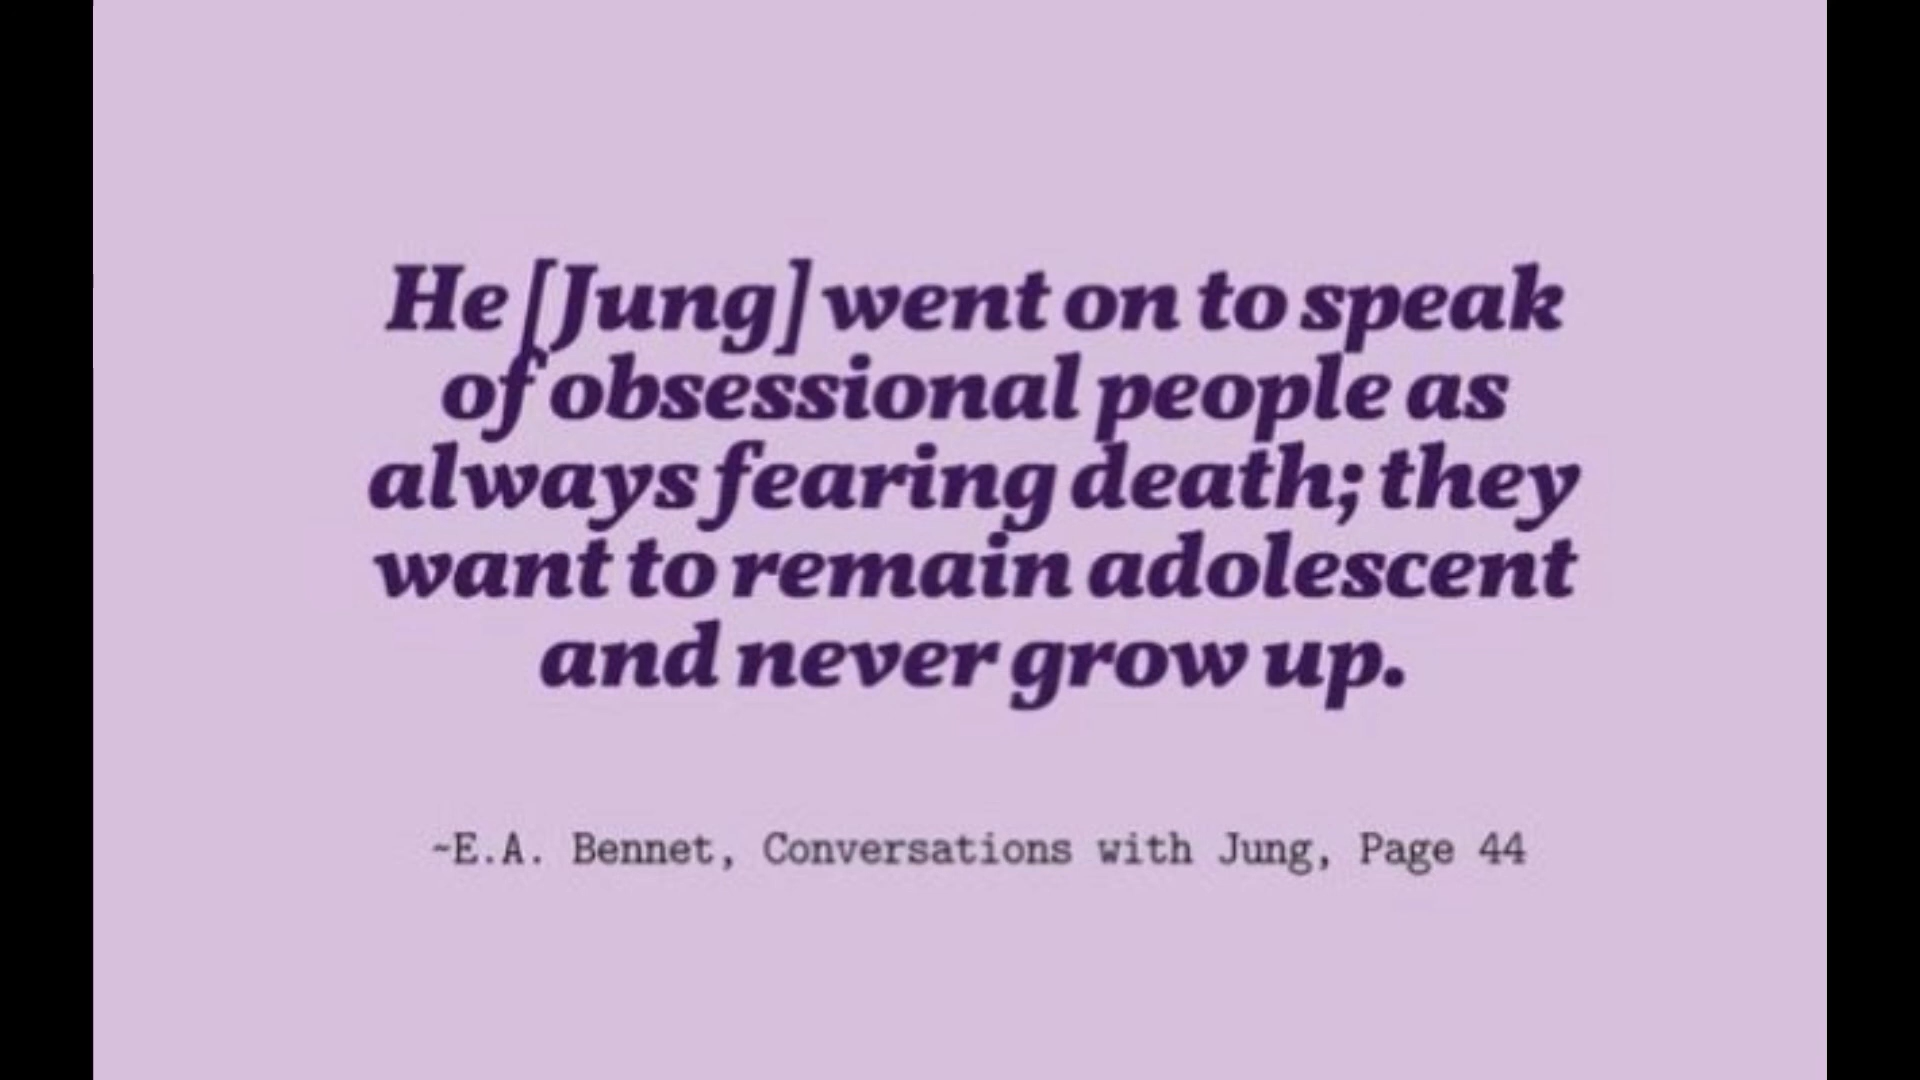 He [Jung] went on to speak
of obsessional people as
always fearing death; they
want to remain adolescent
and never grow up.
~E.A. Bennet, Conversations with Jung, Page 44